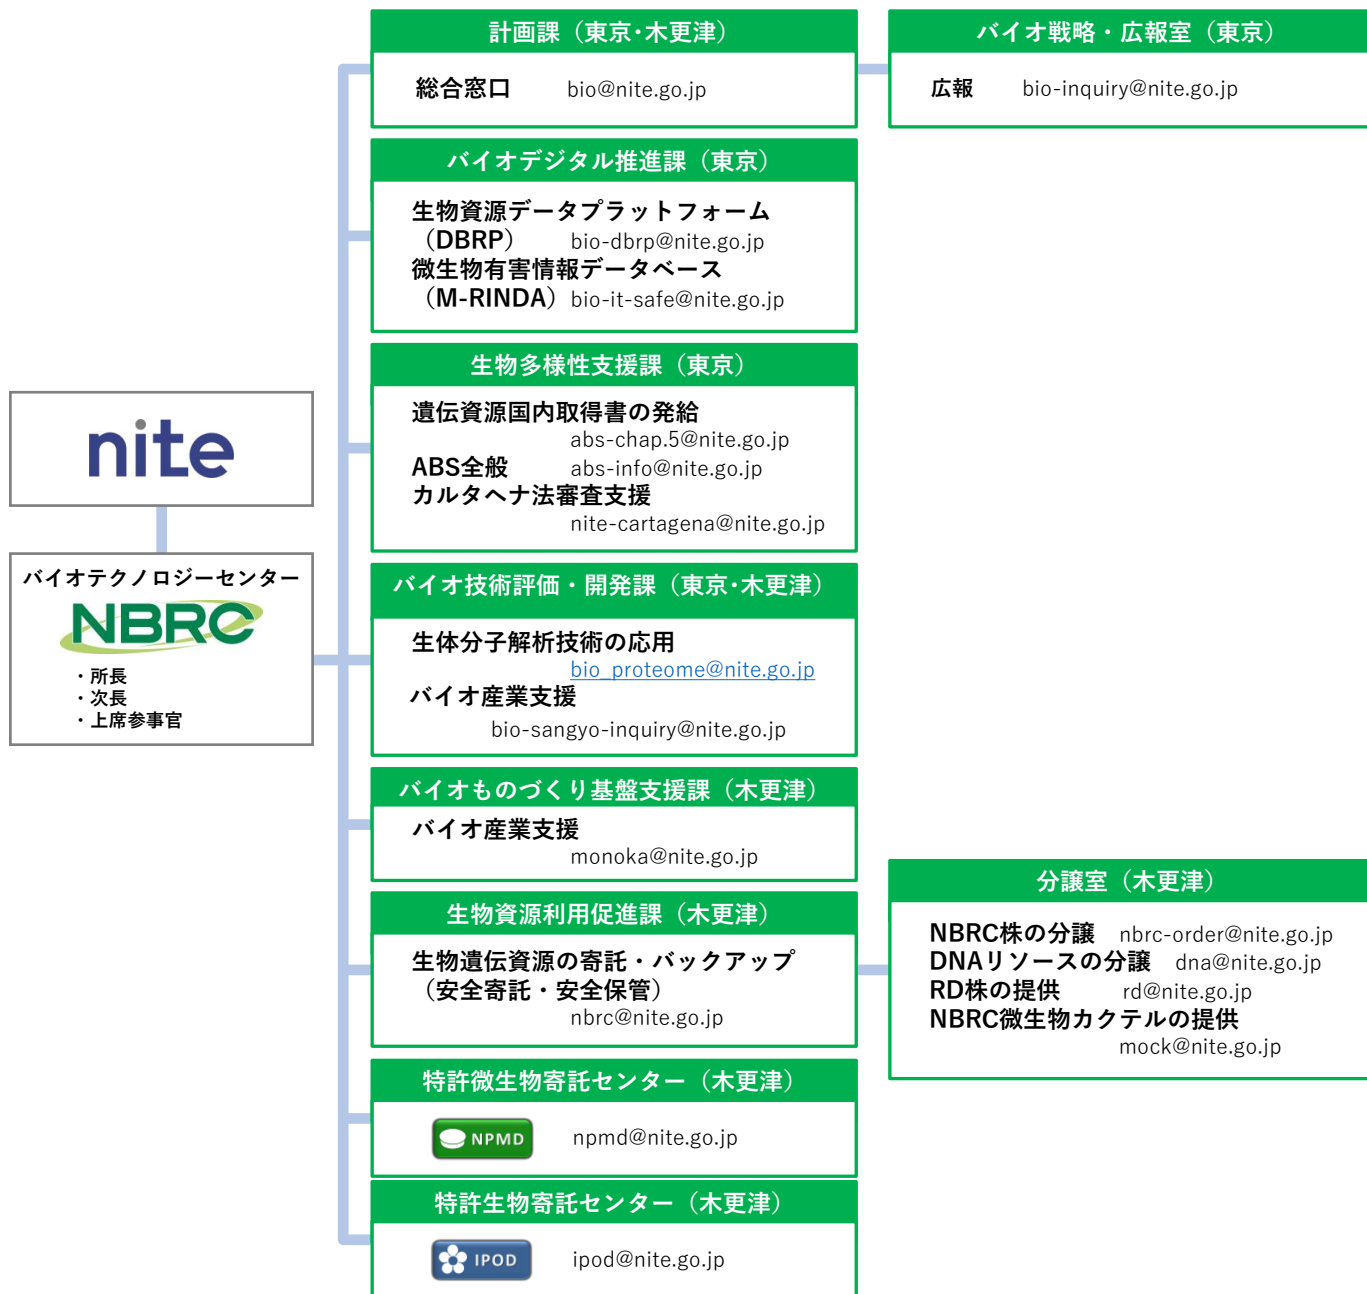 nite
バイオテクノロジーセンター
NBRC
・所長
・次長
・上席参事官
計画課（東京・木更津）
総合窓口 bio@nite.go.jp
バイオ戦略・広報室（東京）
広報 bio-inquiry@nite.go.jp
バイオデジタル推進課（東京）
生物資源データプラットフォーム
（DBRP） bio-dbrp@nite.go.jp
微生物有害情報データベース
（M-RINDA）bio-it-safe@nite.go.jp
生物多様性支援課（東京）
遺伝資源国内取得書の発給
abs-chap.5@nite.go.jp
ABS全般 abs-info@nite.go.jp
カルタヘナ法審査支援
nite-cartagena@nite.go.jp
バイオ技術評価・開発課（東京・木更津）
生体分子解析技術の応用
bio_proteome@nite.go.jp
バイオ産業支援
bio-sangyo-inquiry@nite.go.jp
バイオものづくり基盤支援課（木更津）
バイオ産業支援
monoka@nite.go.jp
生物資源利用促進課（木更津）
生物遺伝資源の寄託・バックアップ
（安全寄託・安全保管）
nbrc@nite.go.jp
分譲室（木更津）
NBRC株の分譲 nbrc-order@nite.go.jp
DNAリソースの分譲 dna@nite.go.jp
RD株の提供 rd@nite.go.jp
NBRC微生物カクテルの提供
mock@nite.go.jp
特許微生物寄託センター（木更津）
NPMD npmd@nite.go.jp
特許生物寄託センター（木更津）
IPOD ipod@nite.go.jp